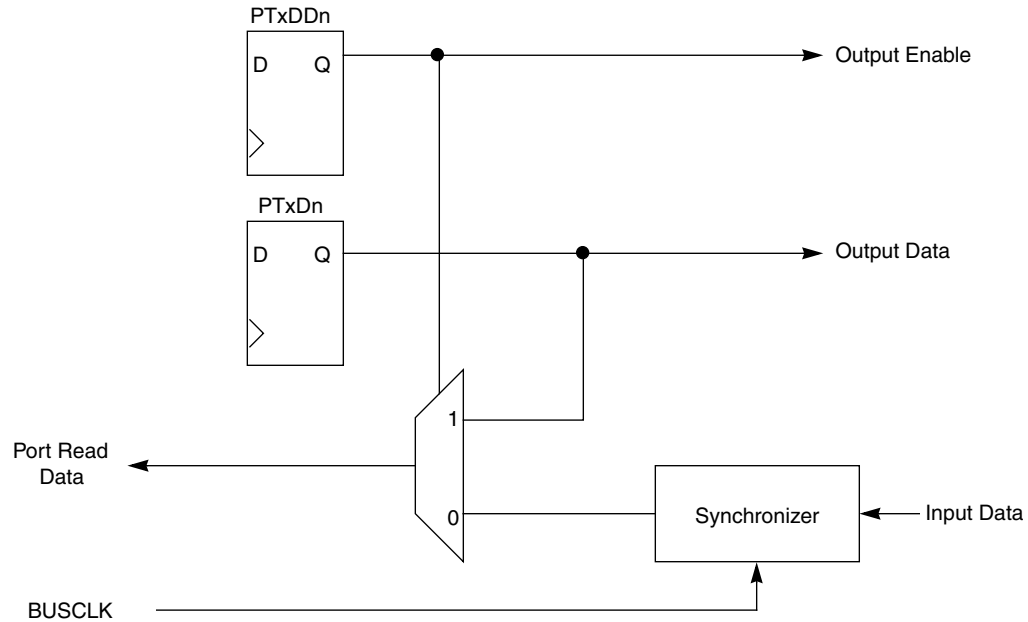 PTxDDn
D Q
Output Enable
PTxDn
D Q
Output Data
1
Port Read
Data
0
Synchronizer
Input Data
BUSCLK